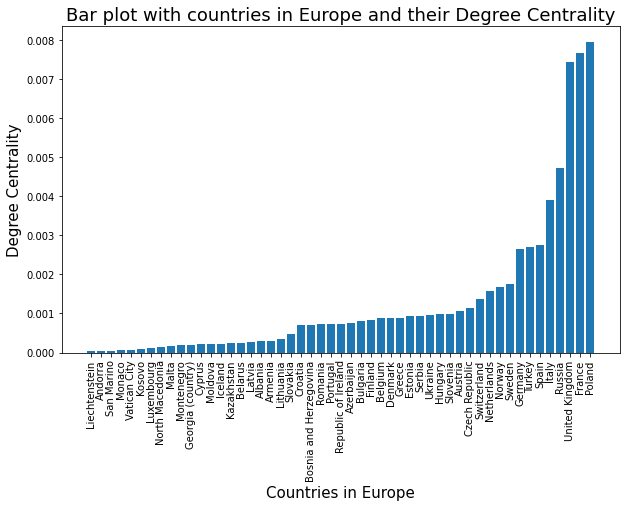 Bar plot with countries in Europe and their Degree Centrality
0.008
0.007
0.006
0.005
0.004
0.003
0.002
0.001
0.000
Degree Centrality
Liechtenstein
Andorra
San Marino
Monaco
Vatican City
Kosovo
Luxembourg
North Macedonia
Malta
Montenegro
Georgia (country)
Cyprus
Moldova
Iceland
Kazakhstan
Belarus
Latvia
Albania
Armenia
Lithuania
Slovakia
Croatia
Bosnia and Herzegovina
Romania
Portugal
Republic of Ireland
Azerbaijan
Bulgaria
Finland
Belgium
Denmark
Greece
Estonia
Serbia
Ukraine
Hungary
Slovenia
Austria
Czech Republic
Switzerland
Netherlands
Norway
Sweden
Germany
Turkey
Spain
Italy
Russia
United Kingdom
France
Poland
Countries in Europe